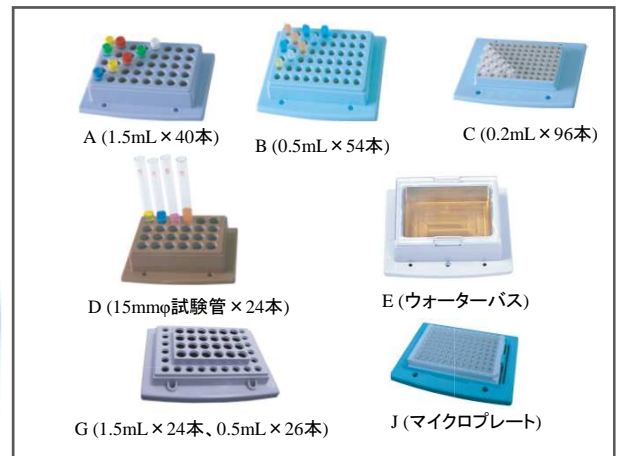 A (1.5mL×40本)
B (0.5mL×54本)
C (0.2mL×96本)
D (15mmφ試験管×24本)
E (ウォーターバス)
G (1.5mL×24本、0.5mL×26本)
J (マイクロプレート)